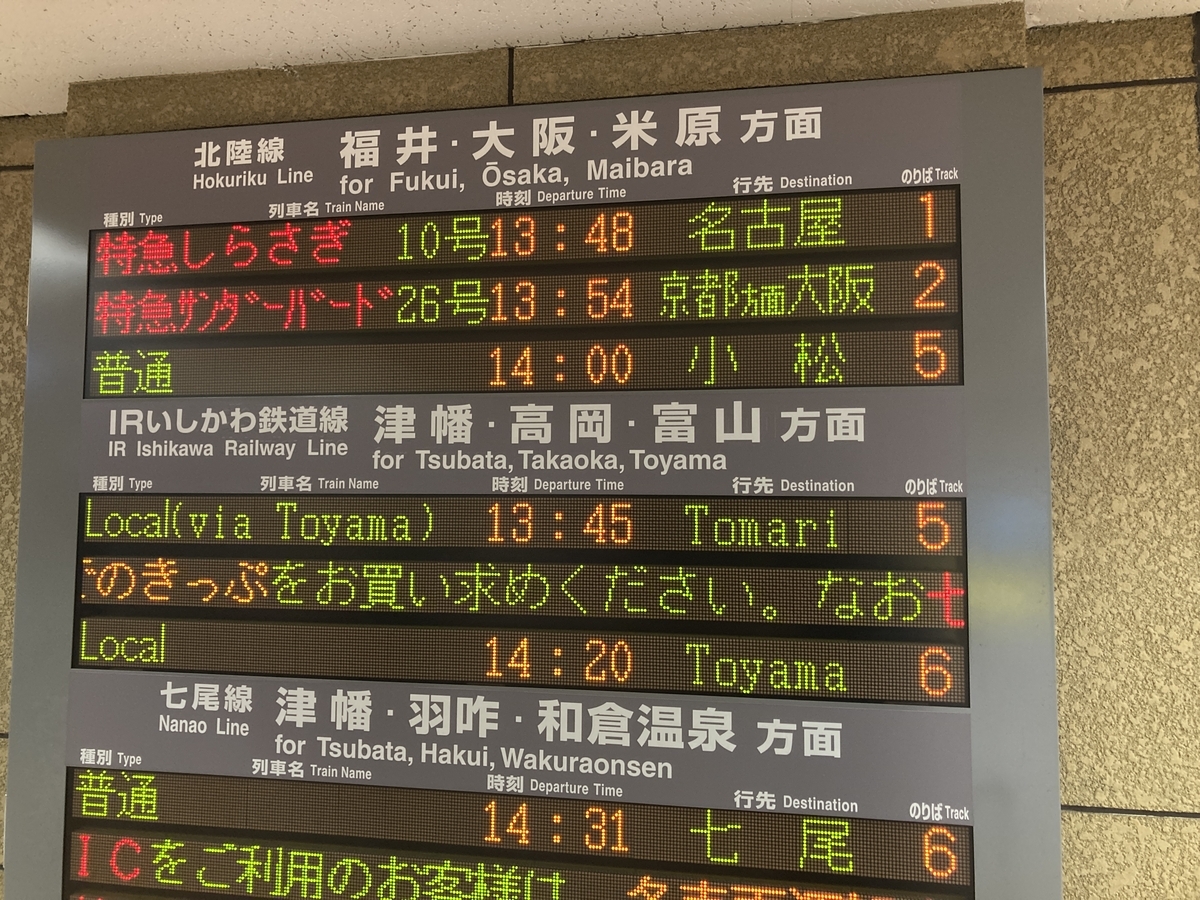 北陸線 福井・大阪・米原 方面
Hokuriku Line for Fukui, Ōsaka, Maibara
種別 Type 列車名 Train Name 時刻 Departure Time 行先 Destination のりば Track
特急しらさぎ 10号 13:48 名古屋 1
特急サンダーバード 26号 13:54 京都方面大阪 2
普通 14:00 小 松 5
IRいしかわ鉄道線 津幡・高岡・富山 方面
IR Ishikawa Railway Line for Tsubata, Takaoka, Toyama
種別 Type 列車名 Train Name 時刻 Departure Time 行先 Destination のりば Track
Local(via Toyama) 13:45 Tomari 5
のきっぷをお買い求めください。 なお七
Local 14:20 Toyama 6
七尾線 津幡・羽咋・和倉温泉 方面
Nanao Line for Tsubata, Hakui, Wakuraonsen
種別 Type 列車名 Train Name 時刻 Departure Time 行先 Destination のりば Track
普通 14:31 七 尾 6
ICをご利用のお客様は